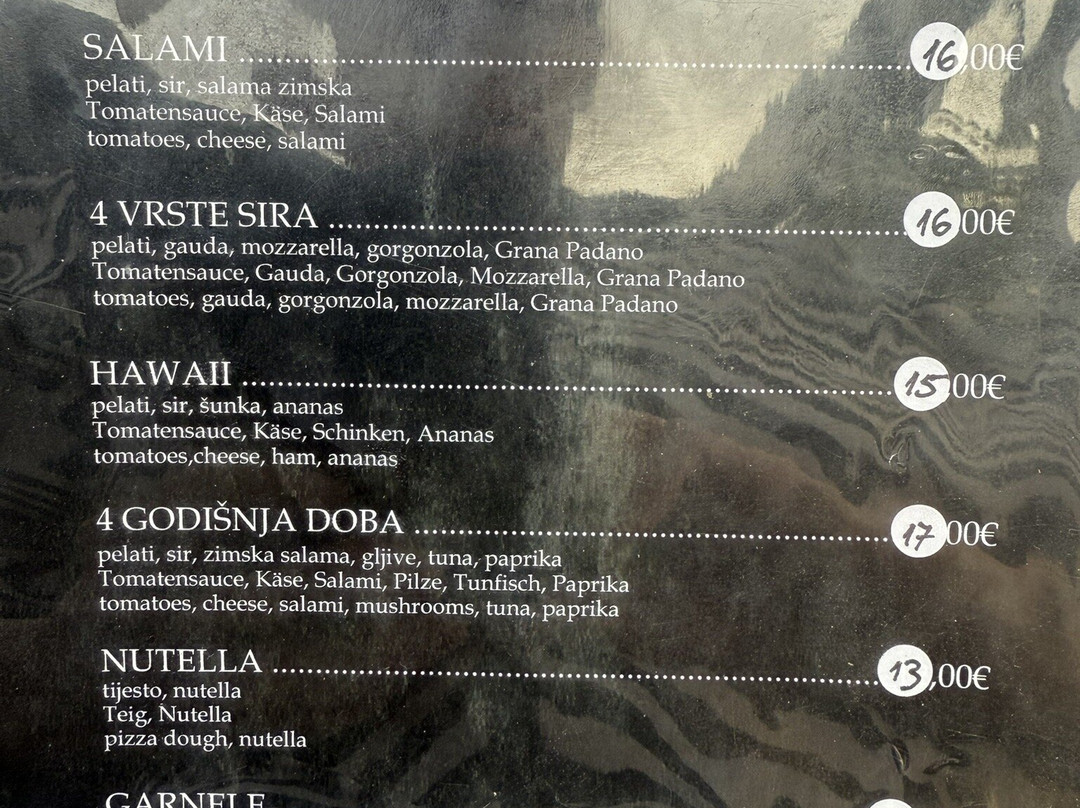 SALAMI ........................................ 16,00€
pelati, sir, salama zimska
Tomatensauce, Käse, Salami
tomatoes, cheese, salami
4 VRSTE SIRA ........................................ 16 00€
pelati, gauda, mozzarella, gorgonzola, Grana Padano
Tomatensauce, Gauda, Gorgonzola, Mozzarella, Grana Padano
tomatoes, gauda, gorgonzola, mozzarella, Grana Padano
HAWAII ........................................ 15,00€
pelati, sir, šunka, ananas
Tomatensauce, Käse, Schinken, Ananas
tomatoes,cheese, ham, ananas
4 GODIŠNJA DOBA ........................................ 17 00€
pelati, sir, zimska salama, gljive, tuna, paprika
Tomatensauce, Käse, Salami, Pilze, Tunfisch, Paprika
tomatoes, cheese, salami, mushrooms, tuna, paprika
NUTELLA ........................................ 13,00€
tijesto, nutella
Teig, Nutella
pizza dough, nutella
GARNELE